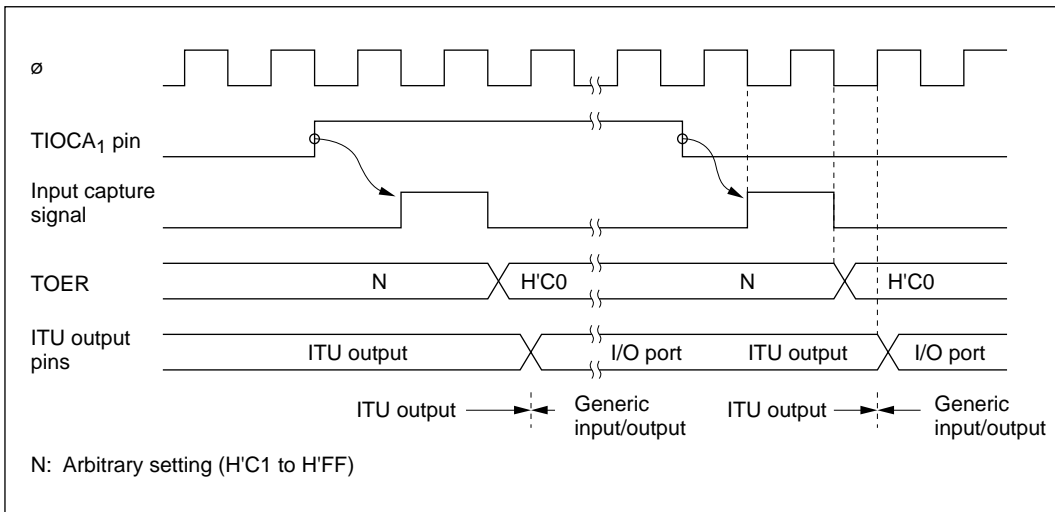 ø
TIOCA1 pin
Input capture
signal
TOER
N
H'C0
N
H'C0
ITU output
pins
ITU output
I/O port
ITU output
I/O port
ITU output
Generic
input/output
ITU output
Generic
input/output
N: Arbitrary setting (H'C1 to H'FF)